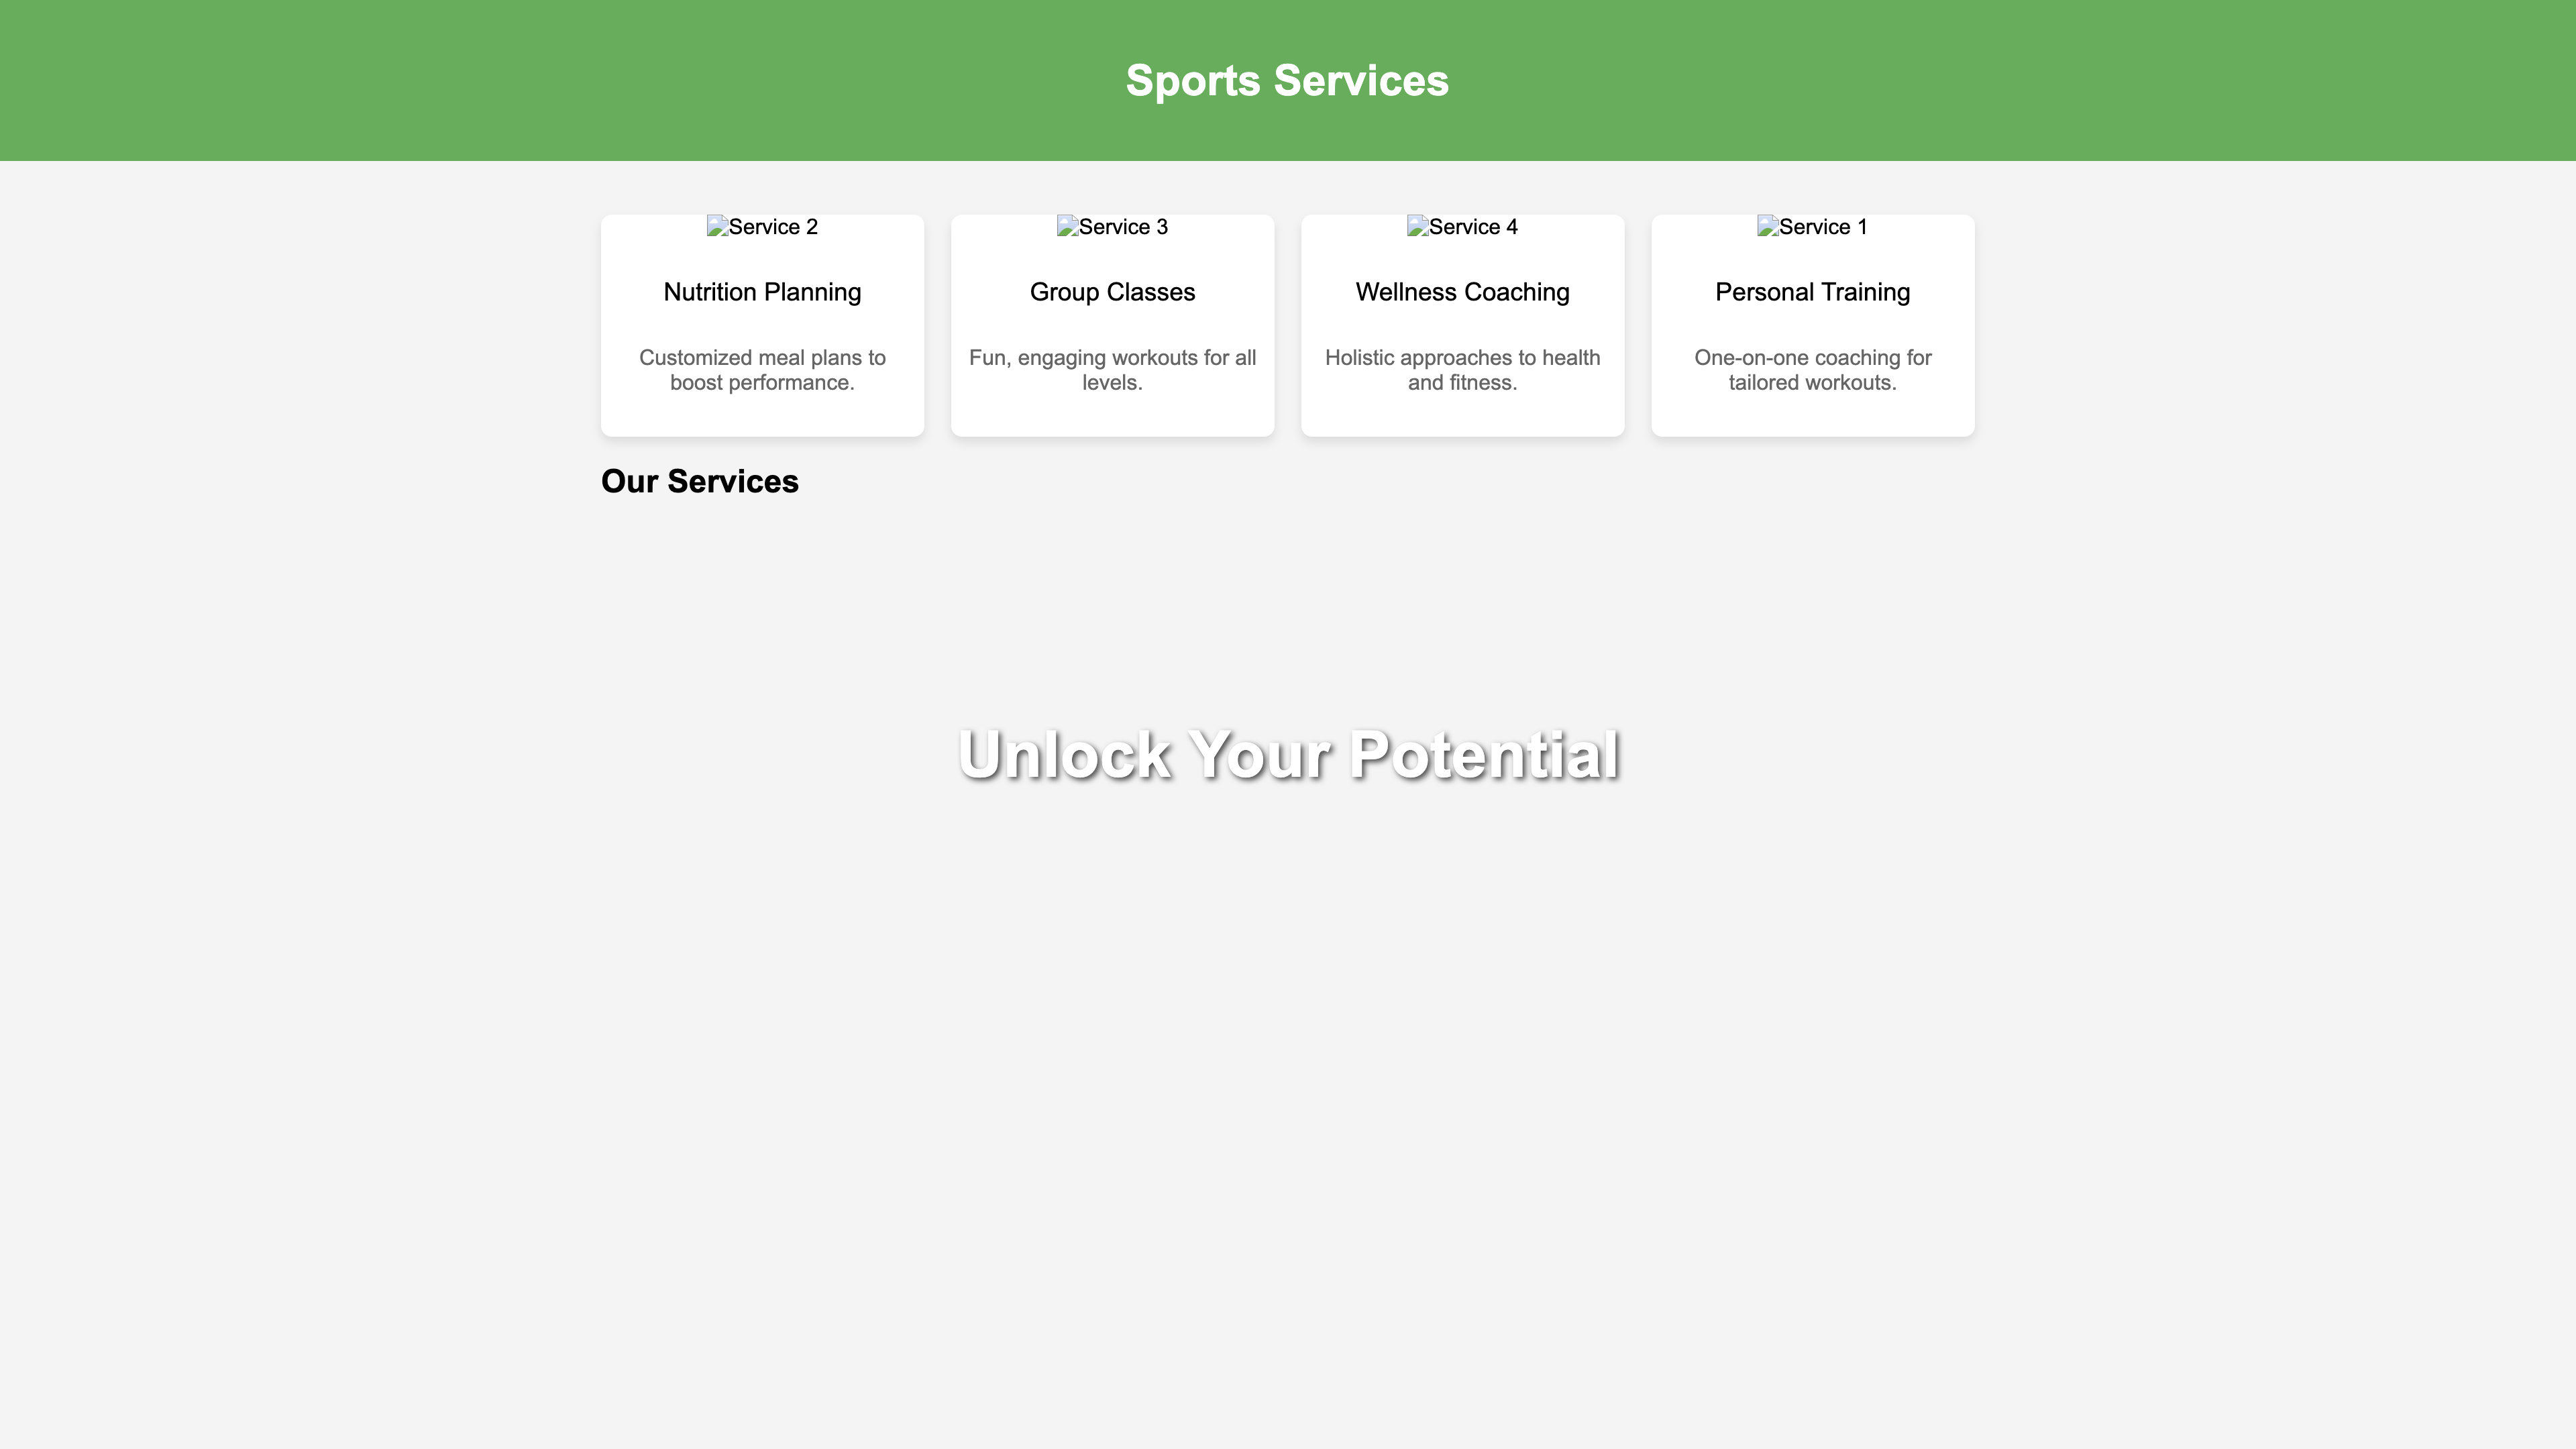 Sports Services
Service 2
Nutrition Planning
Customized meal plans to
boost performance.
Service 3
Group Classes
Fun, engaging workouts for all
levels.
Service 4
Wellness Coaching
Holistic approaches to health
and fitness.
Service 1
Personal Training
One-on-one coaching for
tailored workouts.
Our Services
Unlock Your Potential